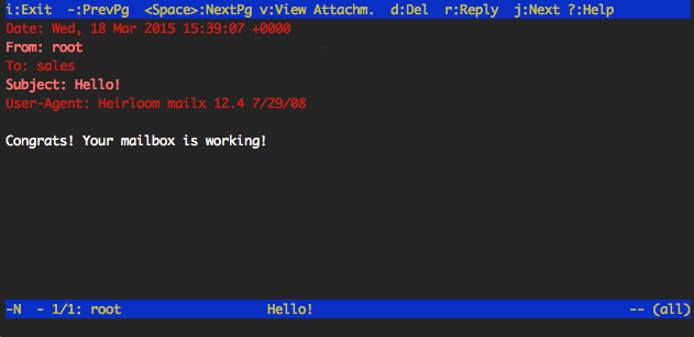 i:Exit  -:PrevPg  <Space>:NextPg v:View Attachm.  d:Del  r:Reply  j:Next ?:Help
Date: Wed, 18 Mar 2015 15:39:07 +0000
From: root
To: sales
Subject: Hello!
User-Agent: Heirloom mailx 12.4 7/29/08
Congrats! Your mailbox is working!
-N  - 1/1: root                   Hello!                                         -- (all)